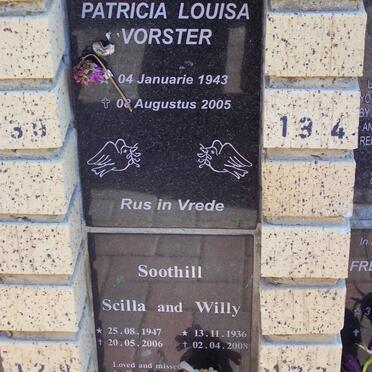 PATRICIA LOUISA
VORSTER
* 04 Januarie 1943
✝ 08 Augustus 2005
134
Rus in Vrede
Soothill
Scilla and Willy
* 25.08.1947 * 13.11.1936
✝ 20.05.2006 ✝ 02.04.2008
Loved and missed